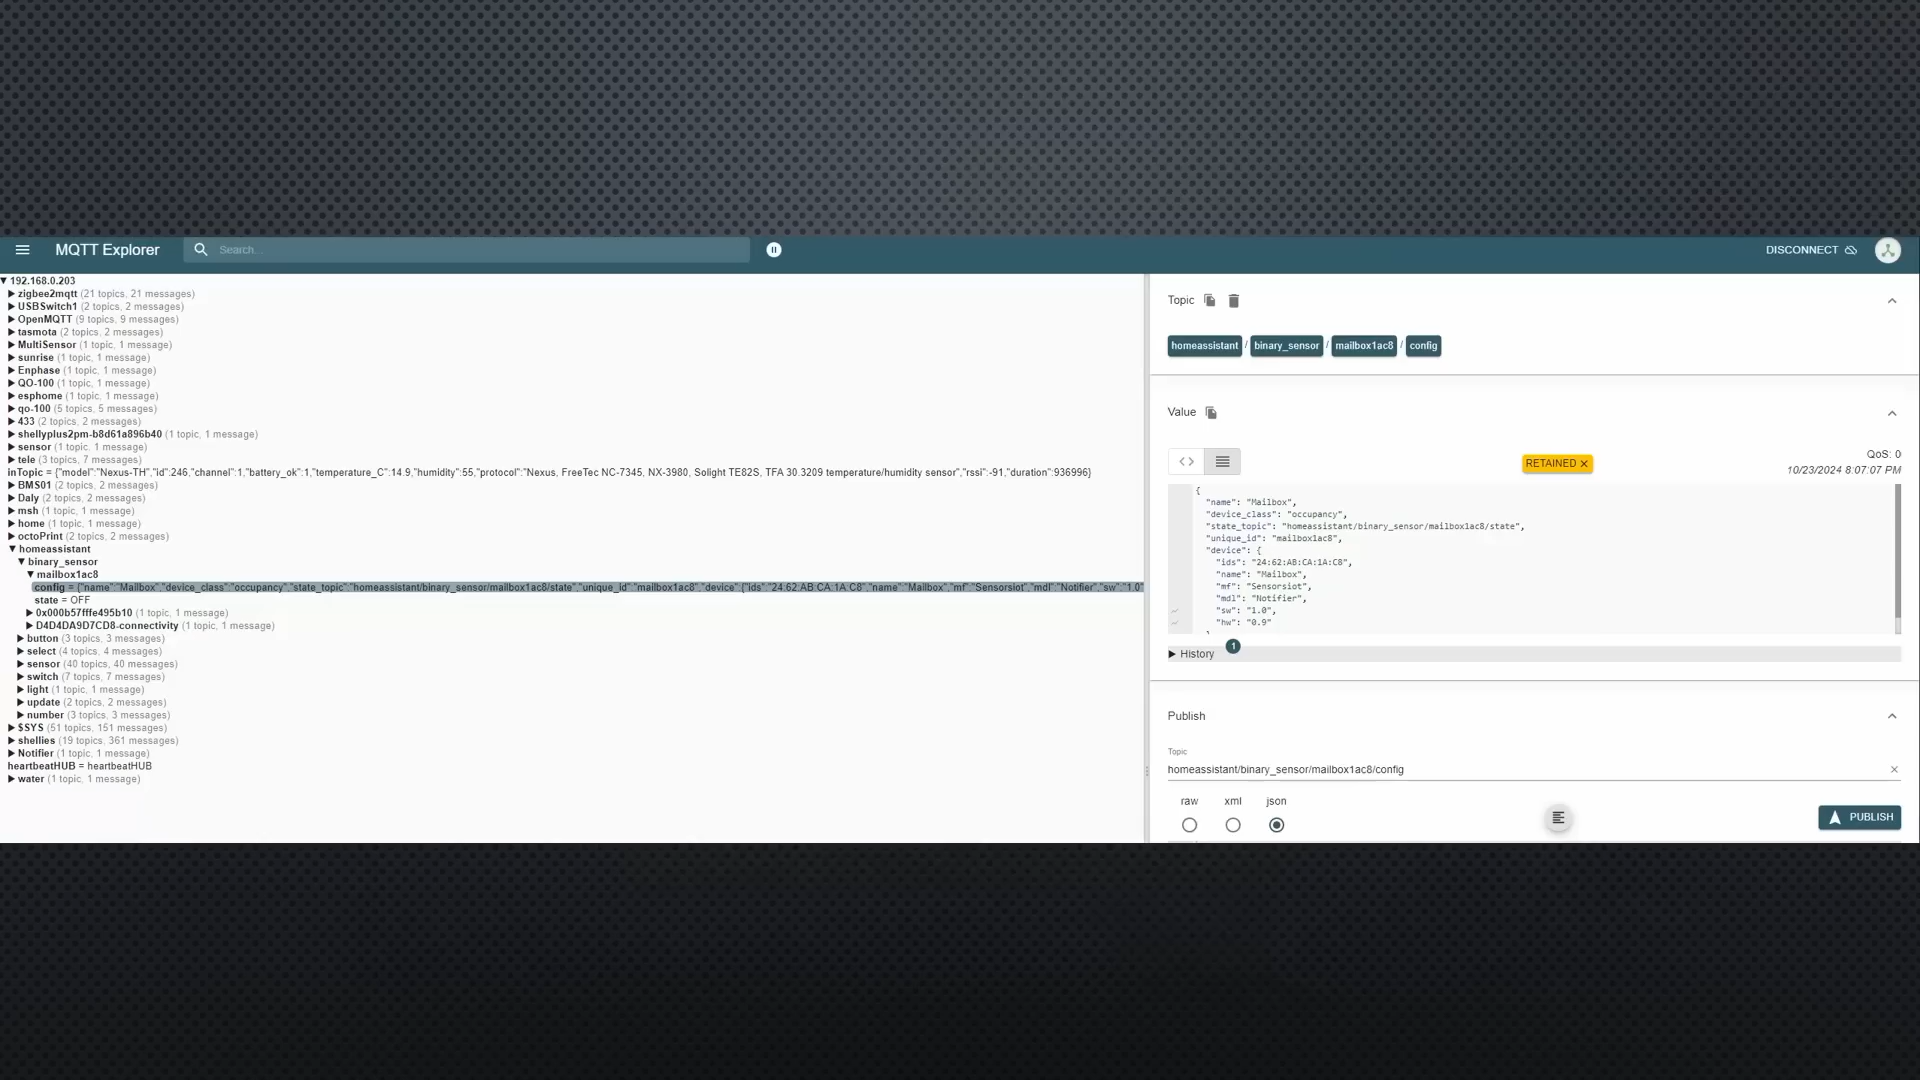 MQTT Explorer
Search...
DISCONNECT
192.168.0.203
zigbee2mqtt (21 topics, 21 messages)
USBSwitch1 (2 topics, 2 messages)
OpenMQTT (9 topics, 9 messages)
tasmota (2 topics, 2 messages)
MultiSensor (1 topic, 1 message)
sunrise (1 topic, 1 message)
Enphase (1 topic, 1 message)
QO-100 (1 topic, 1 message)
esphome (1 topic, 1 message)
qo-100 (5 topics, 5 messages)
433 (2 topics, 2 messages)
shellyplus2pm-b8d61a896b40 (1 topic, 1 message)
sensor (1 topic, 1 message)
tele (3 topics, 7 messages)
inTopic = {"model":"Nexus-TH","id":246,"channel":1,"battery_ok":1,"temperature_C":14.9,"humidity":55,"protocol":"Nexus, FreeTec NC-7345, NX-3980, Solight TE82S, TFA 30.3209 temperature/humidity sensor","rssi":-91,"duration":936996}
BMS01 (2 topics, 2 messages)
Daly (2 topics, 2 messages)
msh (1 topic, 1 message)
home (1 topic, 1 message)
octoPrint (2 topics, 2 messages)
homeassistant
binary_sensor
mailbox1ac8
config = {"name":"Mailbox","device_class":"occupancy","state_topic":"homeassistant/binary_sensor/mailbox1ac8/state","unique_id":"mailbox1ac8","device":{"ids":"24:62:AB:CA:1A:C8","name":"Mailbox","mf":"Sensorsiot","mdl":"Notifier","sw":"1.0"
state = OFF
0x000b57fffe495b10 (1 topic, 1 message)
D4D4DA9D7CD8-connectivity (1 topic, 1 message)
button (3 topics, 3 messages)
select (4 topics, 4 messages)
sensor (40 topics, 40 messages)
switch (7 topics, 7 messages)
light (1 topic, 1 message)
update (2 topics, 2 messages)
number (3 topics, 3 messages)
$SYS (51 topics, 151 messages)
shellies (19 topics, 361 messages)
Notifier (1 topic, 1 message)
heartbeatHUB = heartbeatHUB
water (1 topic, 1 message)
Topic
homeassistant / binary_sensor / mailbox1ac8 / config
Value
QoS: 0
RETAINED
10/23/2024 8:07:07 PM
{
"name": "Mailbox",
"device_class": "occupancy",
"state_topic": "homeassistant/binary_sensor/mailbox1ac8/state",
"unique_id": "mailbox1ac8",
"device": {
"ids": "24:62:AB:CA:1A:C8",
"name": "Mailbox",
"mf": "Sensorsiot",
"mdl": "Notifier",
"sw": "1.0",
"hw": "0.9"
}
History 1
Publish
Topic
homeassistant/binary_sensor/mailbox1ac8/config
raw xml json
PUBLISH